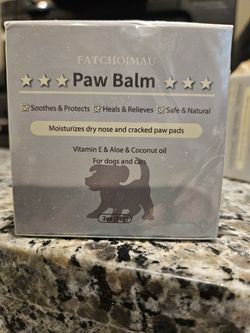 FATCHOIMAU
★ ★ ★ Paw Balm ★ ★ ★
☑ Soothes & Protects ☑ Heals & Relieves ☑ Safe & Natural
Moisturizes dry nose and cracked paw pads
Vitamin E & Aloe & Coconut oil
For dogs and cats
2oz